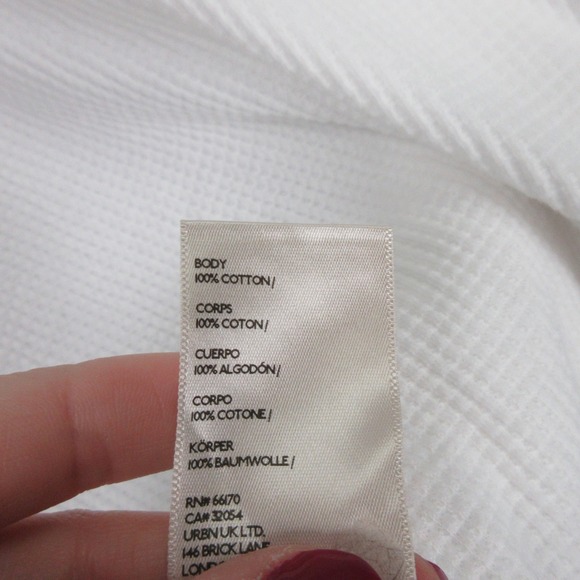 BODY
100% COTTON/
CORPS
100% COTON/
CUERPO
100% ALGODÓN/
CORPO
100% COTONE/
KÖRPER
100% BAUMWOLLE/
RN# 66170
CA# 32054
URBN UK LTD.
146 BRICK LANE